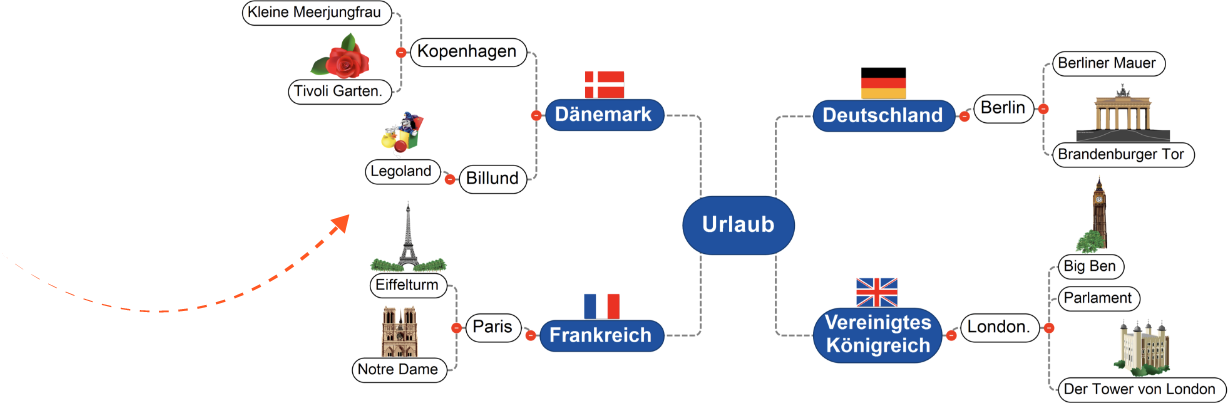 Kleine Meerjungfrau
Kopenhagen
Tivoli Garten.
Dänemark
Legoland
Billund
Urlaub
Eiffelturm
Paris
Frankreich
Notre Dame
Berliner Mauer
Deutschland
Berlin
Brandenburger Tor
Big Ben
Parlament
Vereinigtes
Königreich
London.
Der Tower von London